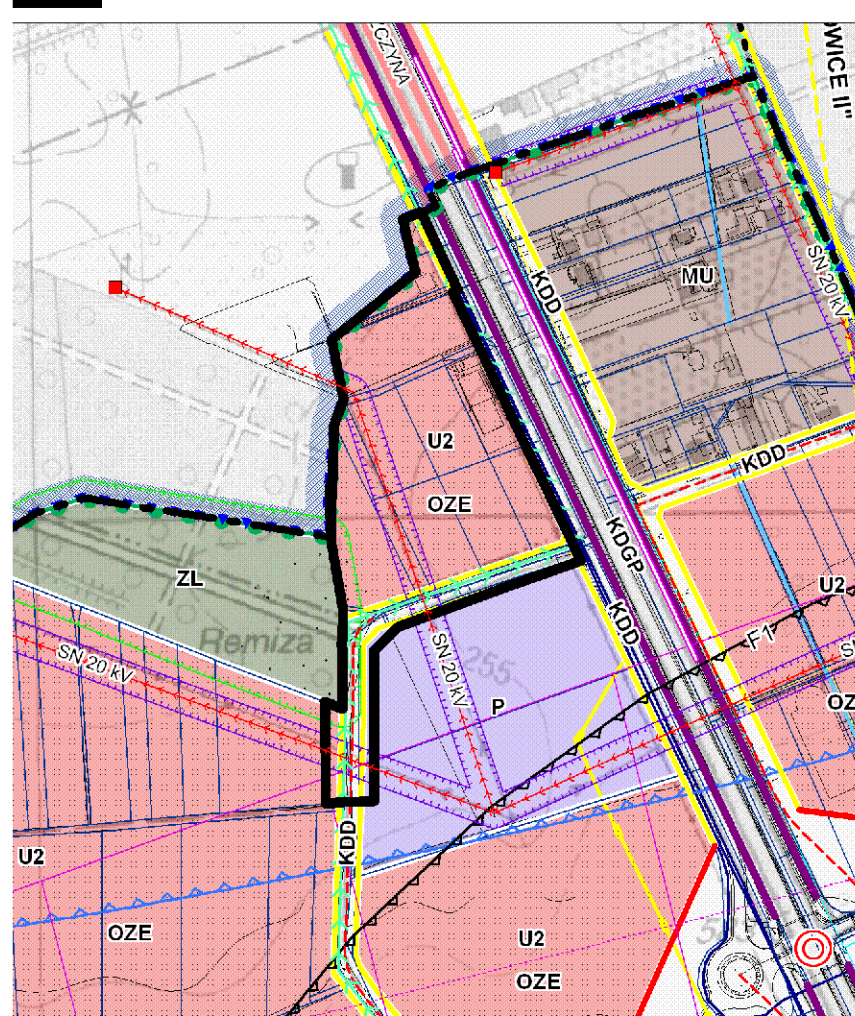 CZYNA
OWICE II"
KDD
MU
SN 20 kV
U2
OZE
KDD
KDGP
ZL
U2
Remiza
KDD
F1
SN 20 kV
SN 20 kV
255
P
OZ
KDD
U2
OZE
U2
OZE